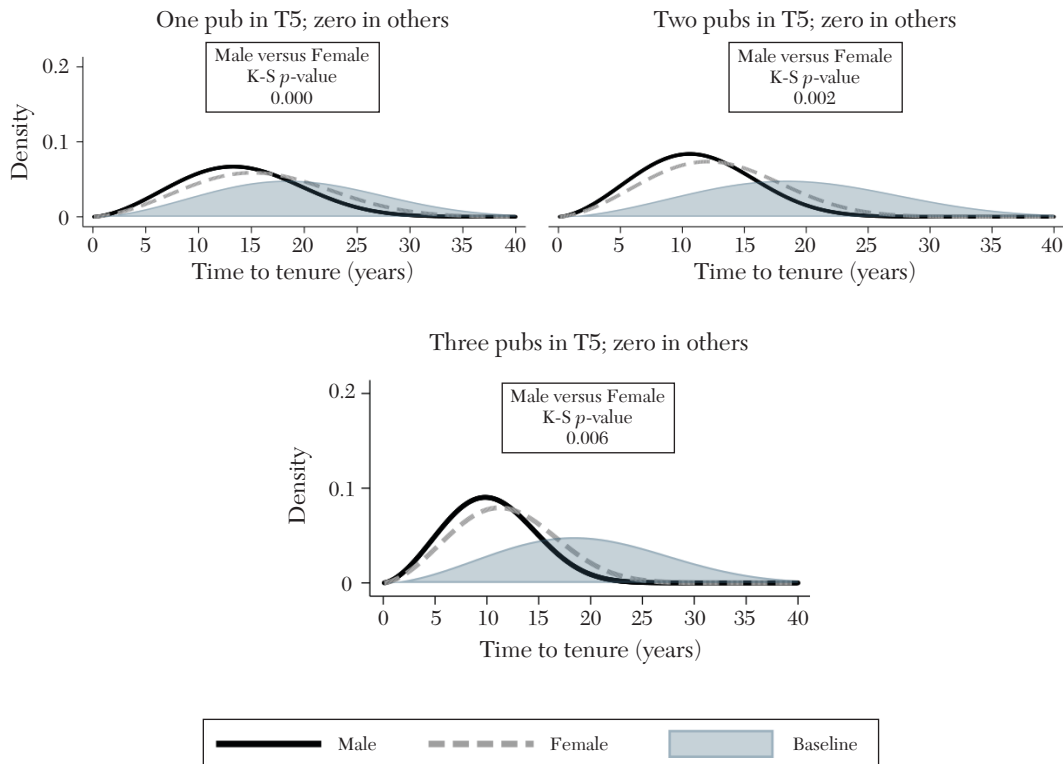 One pub in T5; zero in others
Male versus Female
K-S p-value
0.000
0.2
0.1
0
Density
0 5 10 15 20 25 30 35 40
Time to tenure (years)
Two pubs in T5; zero in others
Male versus Female
K-S p-value
0.002
0 5 10 15 20 25 30 35 40
Time to tenure (years)
Three pubs in T5; zero in others
Male versus Female
K-S p-value
0.006
0.2
0.1
0
Density
0 5 10 15 20 25 30 35 40
Time to tenure (years)
Male Female Baseline